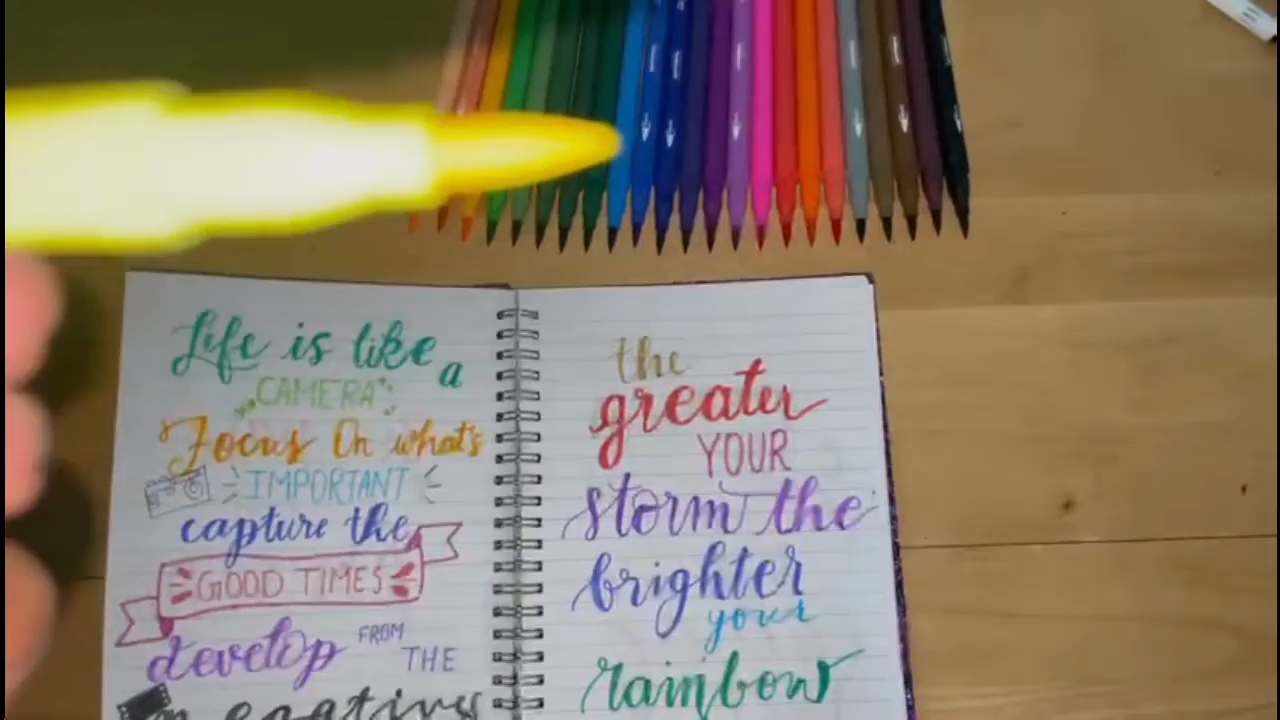 Life is like a
CAMERA
Focus On what's
IMPORTANT
capture the
GOOD TIMES
develop FROM THE
negatives
the
greater
YOUR
storm the
brighter
your
rainbow